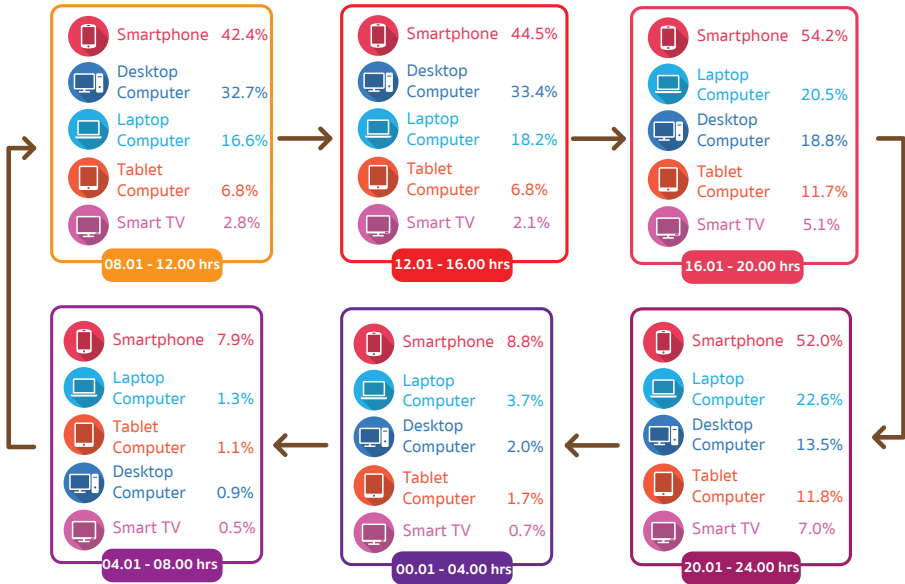 Smartphone 42.4%
Desktop
Computer 32.7%
Laptop
Computer 16.6%
Tablet
Computer 6.8%
Smart TV 2.8%
08.01 - 12.00 hrs
Smartphone 44.5%
Desktop
Computer 33.4%
Laptop
Computer 18.2%
Tablet
Computer 6.8%
Smart TV 2.1%
12.01 - 16.00 hrs
Smartphone 54.2%
Laptop
Computer 20.5%
Desktop
Computer 18.8%
Tablet
Computer 11.7%
Smart TV 5.1%
16.01 - 20.00 hrs
Smartphone 7.9%
Laptop
Computer 1.3%
Tablet
Computer 1.1%
Desktop
Computer 0.9%
Smart TV 0.5%
04.01 - 08.00 hrs
Smartphone 8.8%
Laptop
Computer 3.7%
Desktop
Computer 2.0%
Tablet
Computer 1.7%
Smart TV 0.7%
00.01 - 04.00 hrs
Smartphone 52.0%
Laptop
Computer 22.6%
Desktop
Computer 13.5%
Tablet
Computer 11.8%
Smart TV 7.0%
20.01 - 24.00 hrs